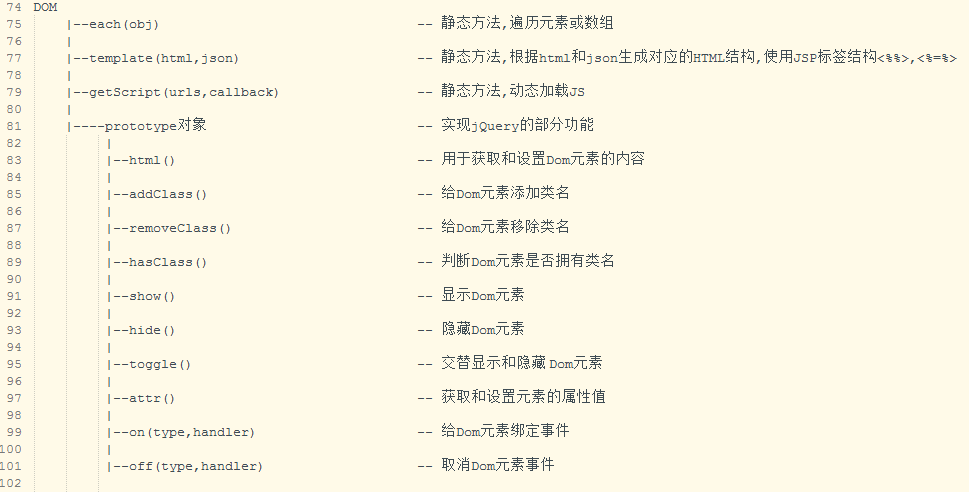 74 DOM
75 |--each(obj) -- 静态方法,遍历元素或数组
76 |
77 |--template(html,json) -- 静态方法,根据html和json生成对应的HTML结构,使用JSP标签结构<%%>,<%=%>
78 |
79 |--getScript(urls,callback) -- 静态方法,动态加载JS
80 |
81 |----prototype对象 -- 实现jQuery的部分功能
82 |
83 |--html() -- 用于获取和设置Dom元素的内容
84 |
85 |--addClass() -- 给Dom元素添加类名
86 |
87 |--removeClass() -- 给Dom元素移除类名
88 |
89 |--hasClass() -- 判断Dom元素是否拥有类名
90 |
91 |--show() -- 显示Dom元素
92 |
93 |--hide() -- 隐藏Dom元素
94 |
95 |--toggle() -- 交替显示和隐藏Dom元素
96 |
97 |--attr() -- 获取和设置元素的属性值
98 |
99 |--on(type,handler) -- 给Dom元素绑定事件
100 |
101 |--off(type,handler) -- 取消Dom元素事件
102